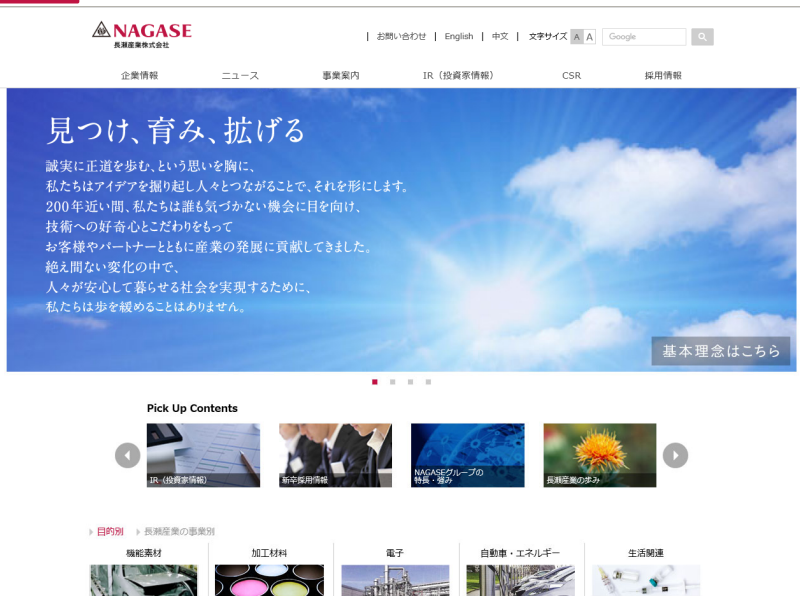 NAGASE
長瀬産業株式会社
お問い合わせ
English
中文
文字サイズ A A
Google
企業情報
ニュース
事業案内
IR（投資家情報）
CSR
採用情報
見つけ、育み、拡げる
誠実に正道を歩む、という思いを胸に、
私たちはアイデアを掘り起し人々とつながることで、それを形にします。
200年近い間、私たちは誰も気づかない機会に目を向け、
技術への好奇心とこだわりをもって
お客様やパートナーとともに産業の発展に貢献してきました。
絶え間ない変化の中で、
人々が安心して暮らせる社会を実現するために、
私たちは歩を緩めることはありません。
基本理念はこちら
Pick Up Contents
IR（投資家情報）
新卒採用情報
NAGASEグループの
特長・強み
長瀬産業の歩み
目的別
長瀬産業の事業別
機能素材
加工材料
電子
自動車・エネルギー
生活関連